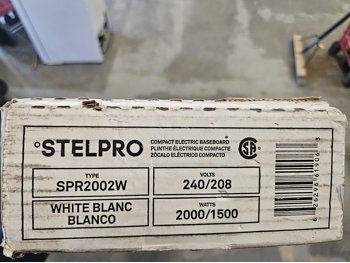 STELPRO
COMPACT ELECTRIC BASEBOARD
PLINTHE ÉLECTRIQUE COMPACTE
ZÓCALO ELÉCTRICO COMPACTO
TYPE
SPR2002W
VOLTS
240/208
WHITE BLANC
BLANCO
WATTS
2000/1500